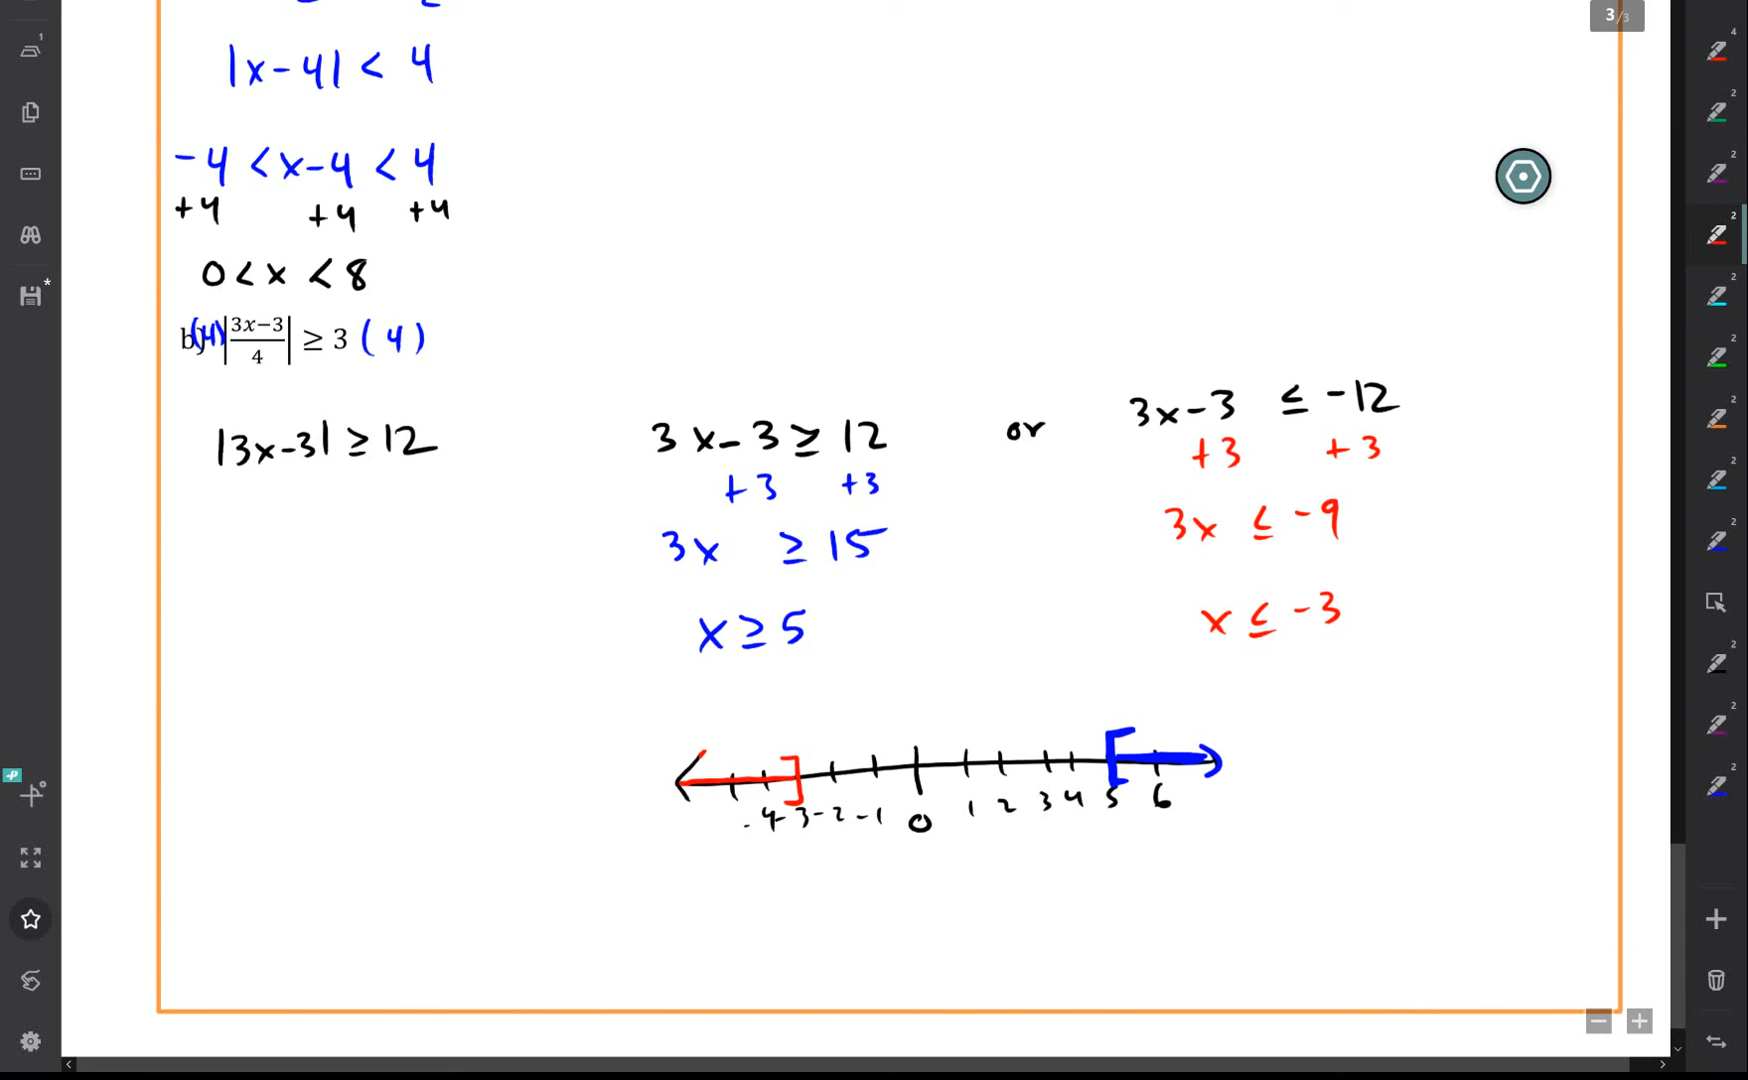 3/3
|x-4| < 4
-4 < x-4 < 4
+4 +4 +4
0 < x < 8
b) (4) |3x−3/4| ≥ 3 (4)
|3x-3| ≥ 12
3x-3 ≥ 12 or 3x-3 ≤ -12
+3 +3 +3 +3
3x ≥ 15 3x ≤ -9
x ≥ 5 x ≤ -3
-4 -3 -2 -1 0 1 2 3 4 5 6